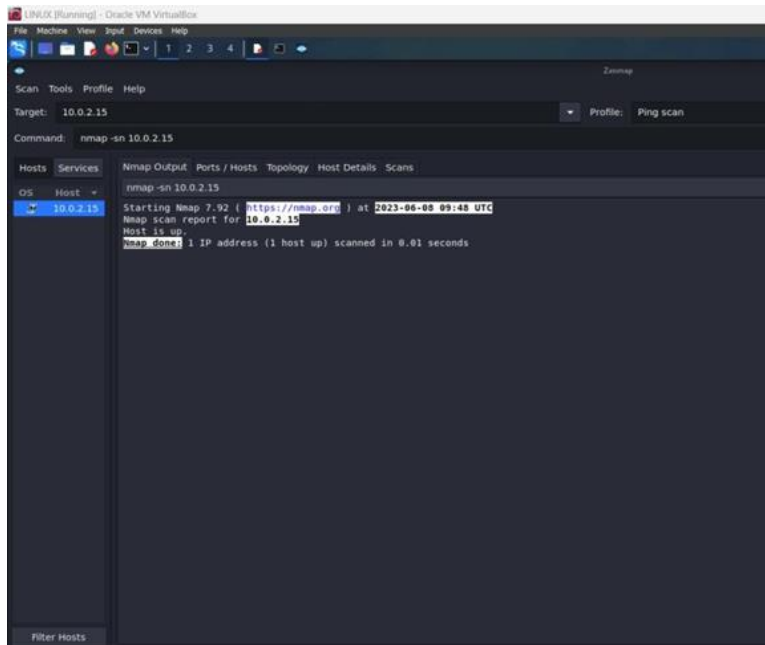 LINUX [Running] - Oracle VM VirtualBox
File Machine View Input Devices Help
1 2 3 4
Zenmap
Scan Tools Profile Help
Target: 10.0.2.15 Profile: Ping scan
Command: nmap -sn 10.0.2.15
Hosts Services Nmap Output Ports / Hosts Topology Host Details Scans
OS Host nmap -sn 10.0.2.15
10.0.2.15 Starting Nmap 7.92 ( https://nmap.org ) at 2023-06-08 09:48 UTC
Nmap scan report for 10.0.2.15
Host is up.
Nmap done: 1 IP address (1 host up) scanned in 0.01 seconds
Filter Hosts